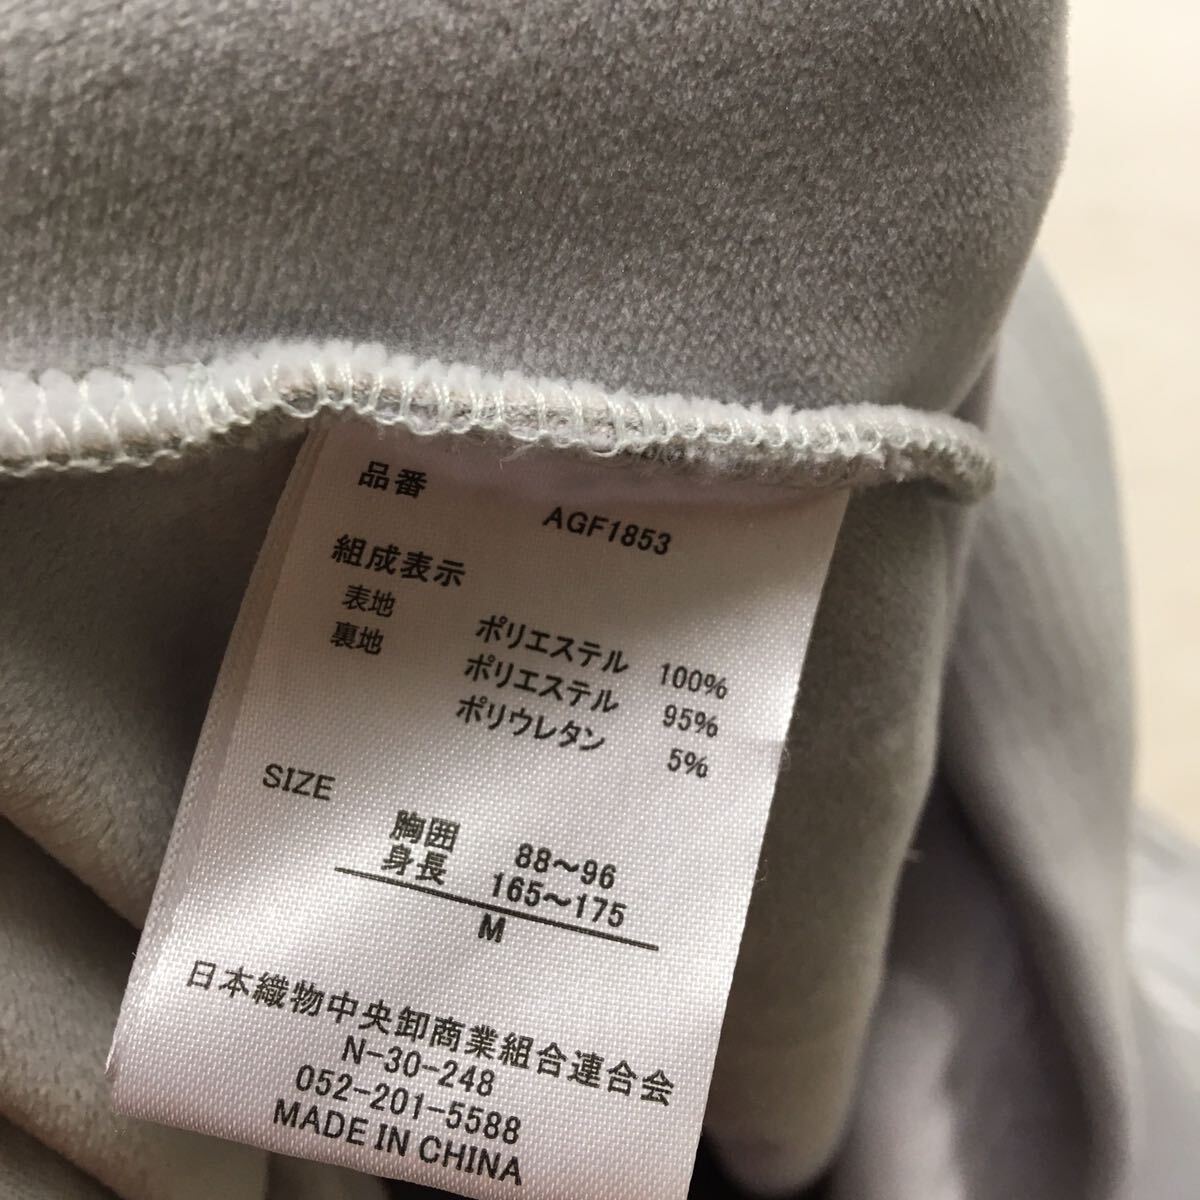 品番 AGF1853
組成表示
表地 ポリエステル 100%
裏地 ポリエステル 95%
ポリウレタン 5%
SIZE
胸囲 88～96
身長 165～175
M
日本織物中央卸商業組合連合会
N-30-248
052-201-5588
MADE IN CHINA